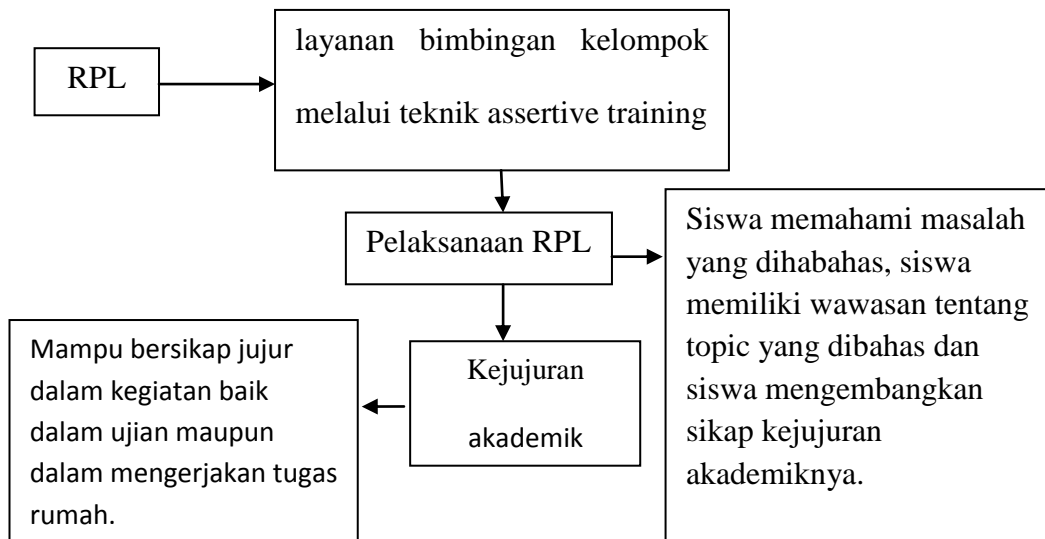 RPL
layanan bimbingan kelompok
melalui teknik assertive training
Pelaksanaan RPL
Siswa memahami masalah
yang dihabahas, siswa
memiliki wawasan tentang
topic yang dibahas dan
siswa mengembangkan
sikap kejujuran
akademiknya.
Kejujuran
akademik
Mampu bersikap jujur
dalam kegiatan baik
dalam ujian maupun
dalam mengerjakan tugas
rumah.